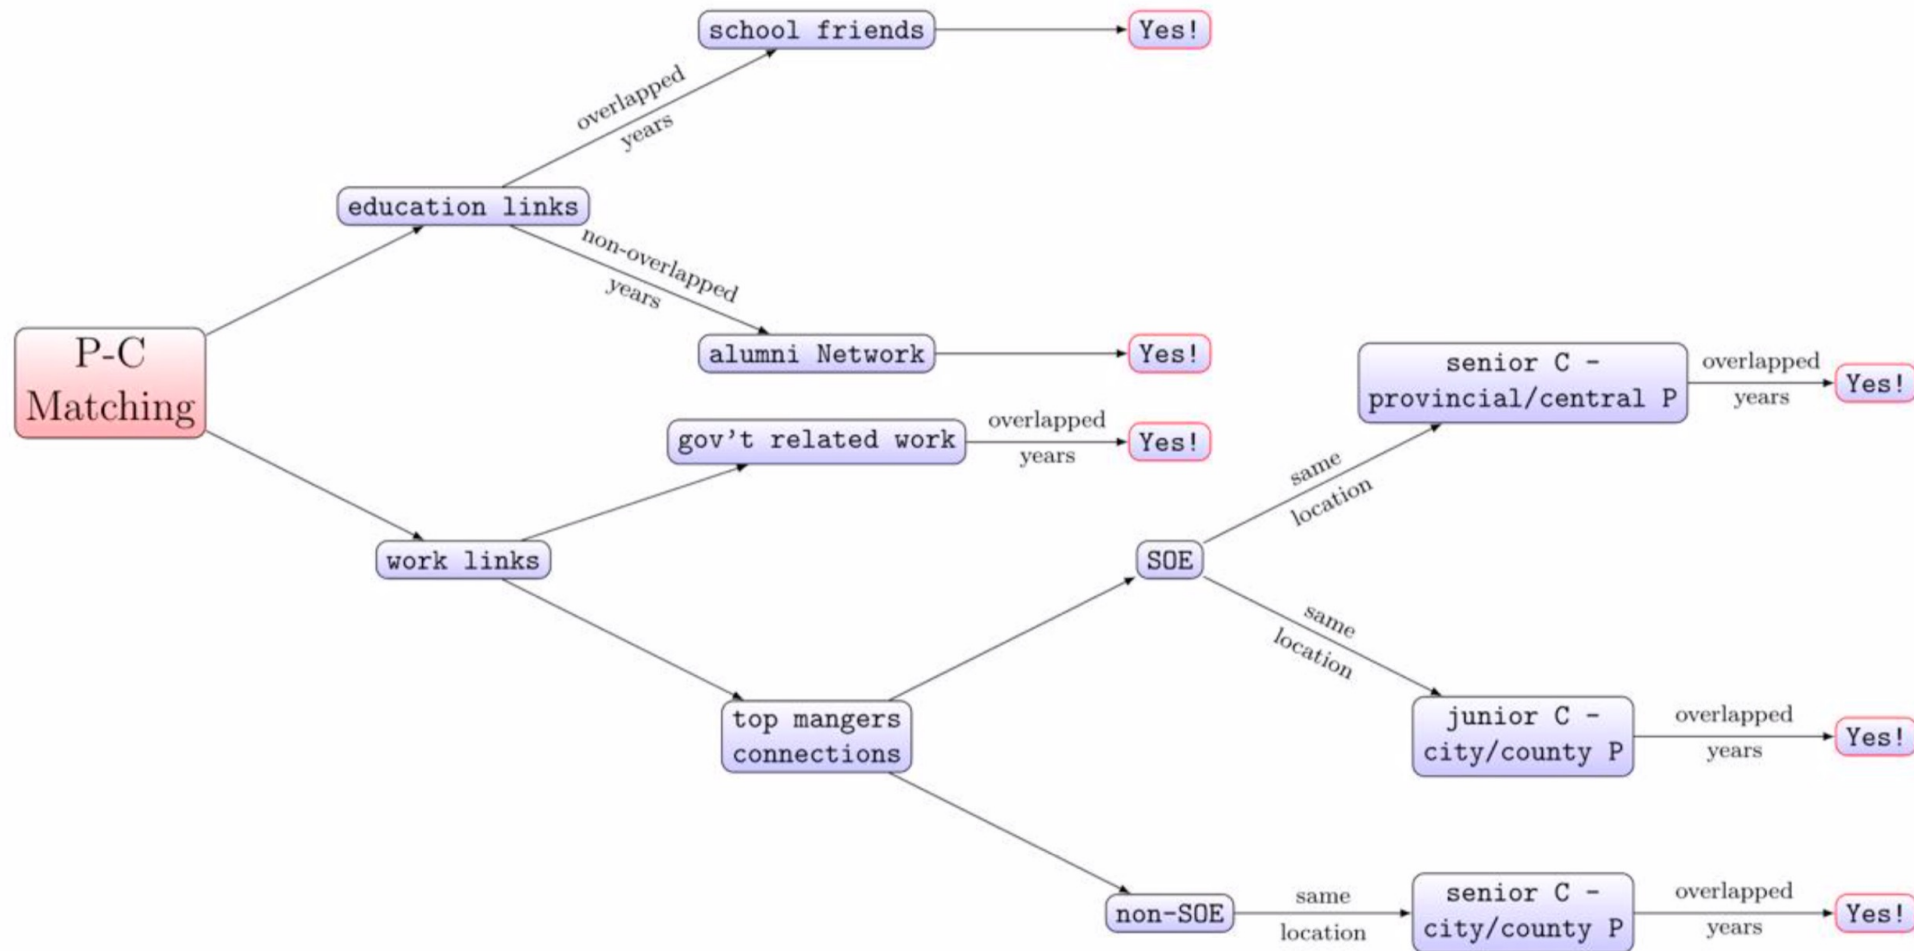 school friends
Yes!
overlapped
years
education links
non-overlapped
years
alumni Network
Yes!
P-C
Matching
gov't related work
overlapped
years
Yes!
work links
senior C -
provincial/central P
overlapped
years
Yes!
same
location
SOE
same
location
junior C -
city/county P
overlapped
years
Yes!
top mangers
connections
non-SOE
same
location
senior C -
city/county P
overlapped
years
Yes!